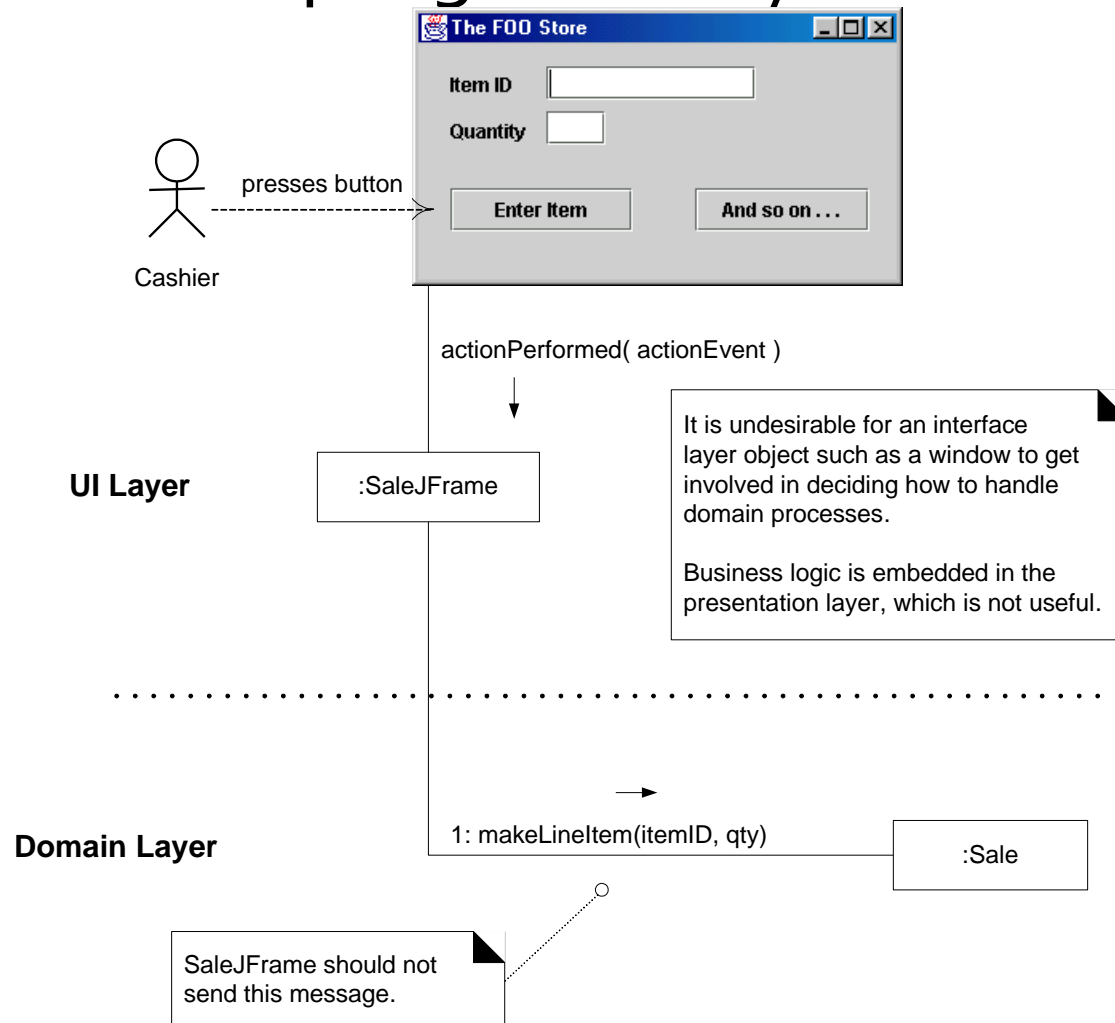 The FOO Store
Item ID
Quantity
presses button
Enter Item
And so on . . .
Cashier
actionPerformed( actionEvent )
It is undesirable for an interface
layer object such as a window to get
involved in deciding how to handle
domain processes.
Business logic is embedded in the
presentation layer, which is not useful.
UI Layer
:SaleJFrame
1: makeLineItem(itemID, qty)
Domain Layer
:Sale
SaleJFrame should not
send this message.